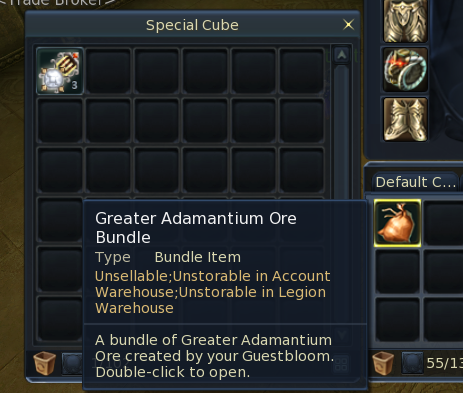 <Trade Broker>
Special Cube
3
Default C...
Greater Adamantium Ore
Bundle
Type Bundle Item
Unsellable;Unstorable in Account
Warehouse;Unstorable in Legion
Warehouse
A bundle of Greater Adamantium
Ore created by your Guestbloom.
Double-click to open.
55/13